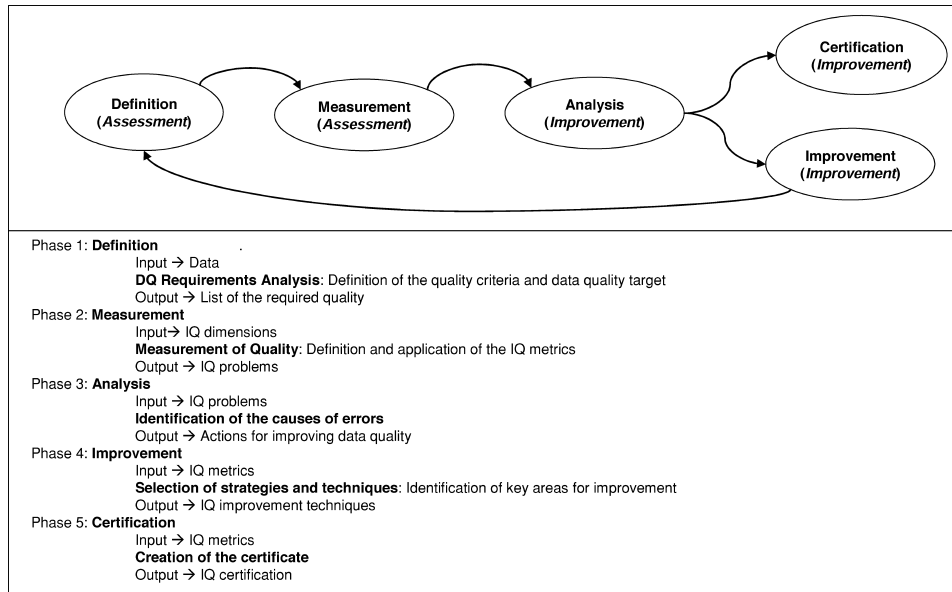 Definition
(Assessment)
Measurement
(Assessment)
Analysis
(Improvement)
Certification
(Improvement)
Improvement
(Improvement)
Phase 1: Definition .
Input → Data
DQ Requirements Analysis: Definition of the quality criteria and data quality target
Output → List of the required quality
Phase 2: Measurement
Input→ IQ dimensions
Measurement of Quality: Definition and application of the IQ metrics
Output → IQ problems
Phase 3: Analysis
Input → IQ problems
Identification of the causes of errors
Output → Actions for improving data quality
Phase 4: Improvement
Input → IQ metrics
Selection of strategies and techniques: Identification of key areas for improvement
Output → IQ improvement techniques
Phase 5: Certification
Input → IQ metrics
Creation of the certificate
Output → IQ certification